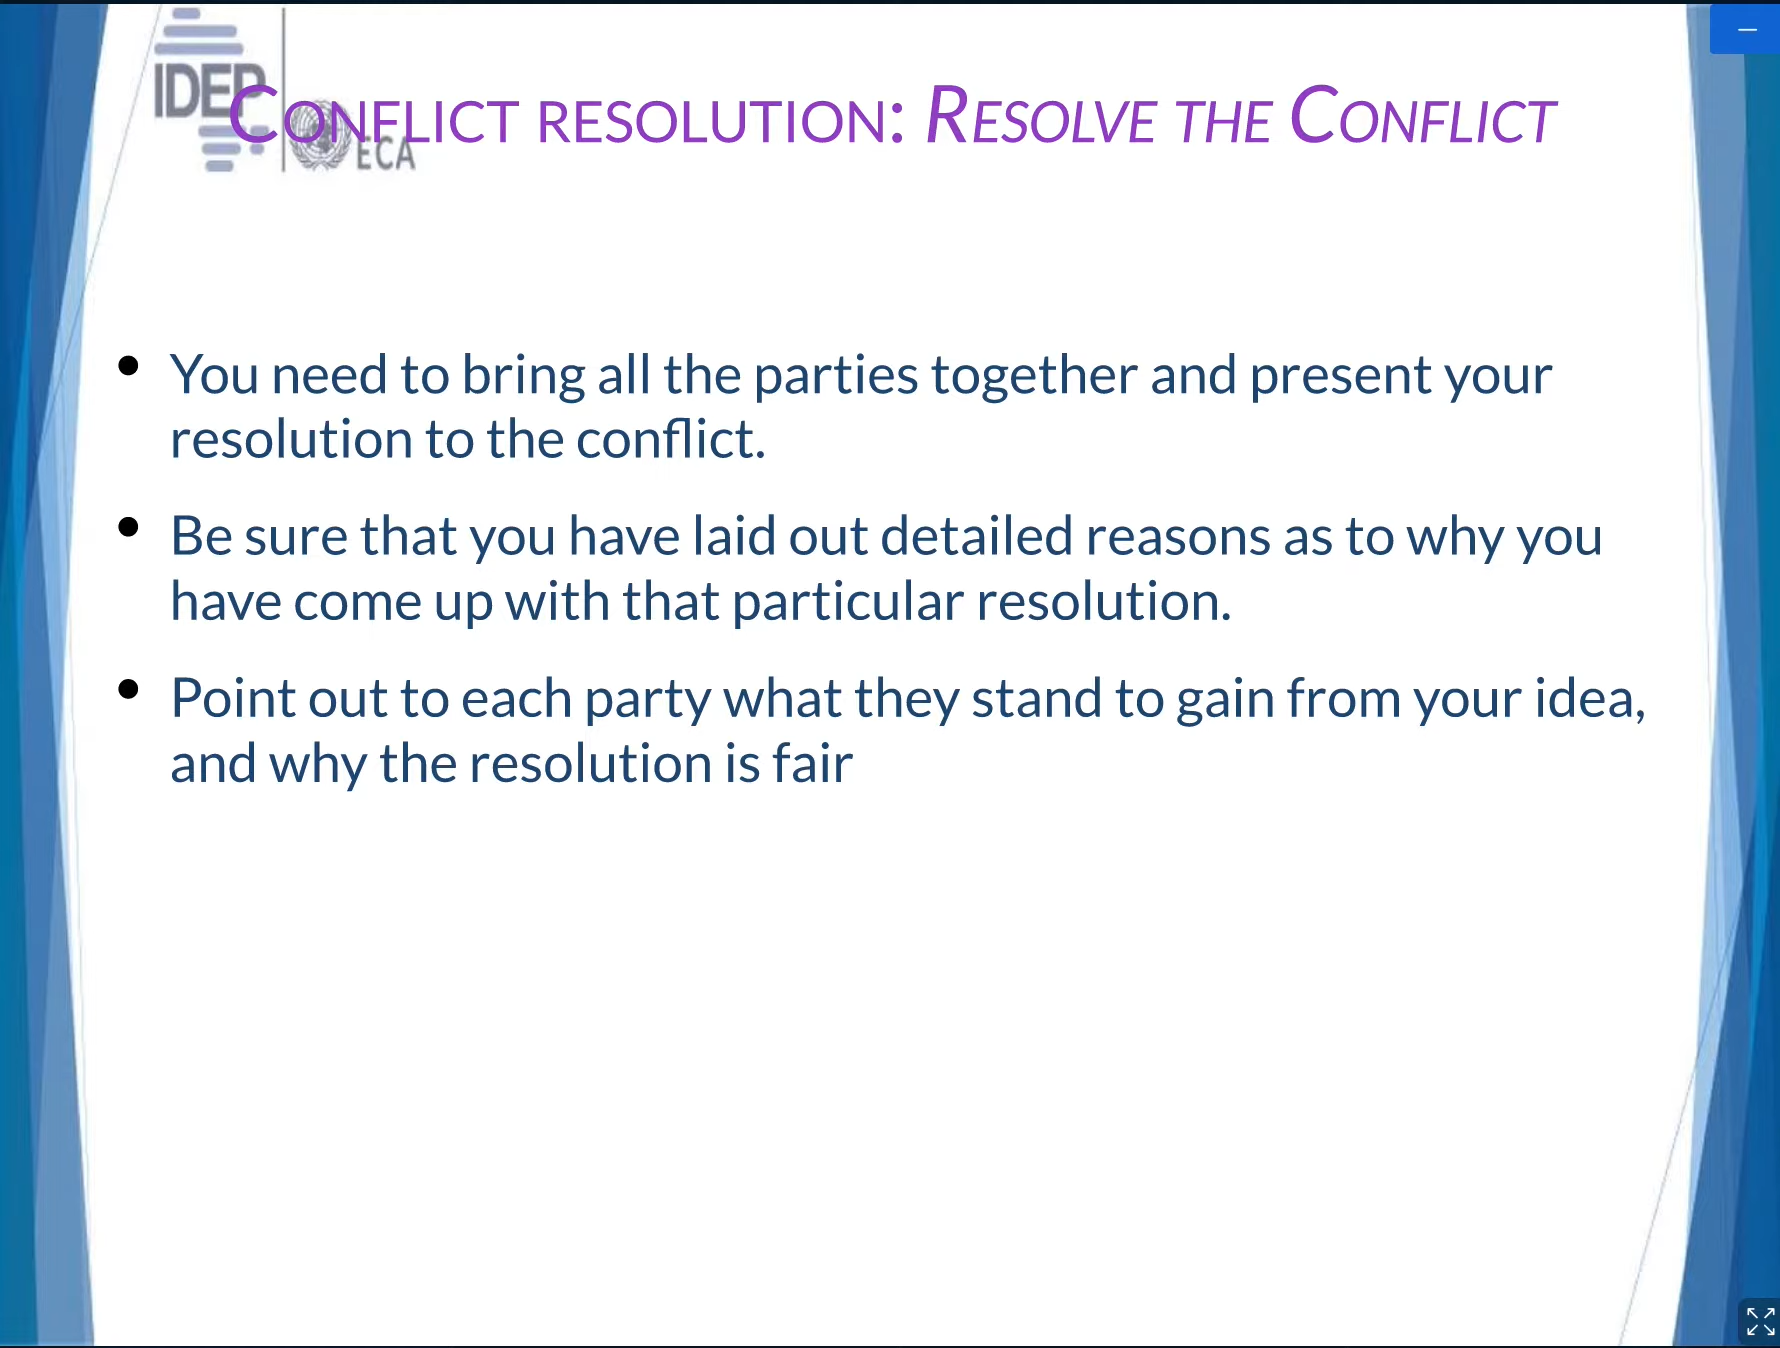 IDEP
ECA
Conflict resolution: Resolve the Conflict
You need to bring all the parties together and present your
resolution to the conflict.
Be sure that you have laid out detailed reasons as to why you
have come up with that particular resolution.
Point out to each party what they stand to gain from your idea,
and why the resolution is fair